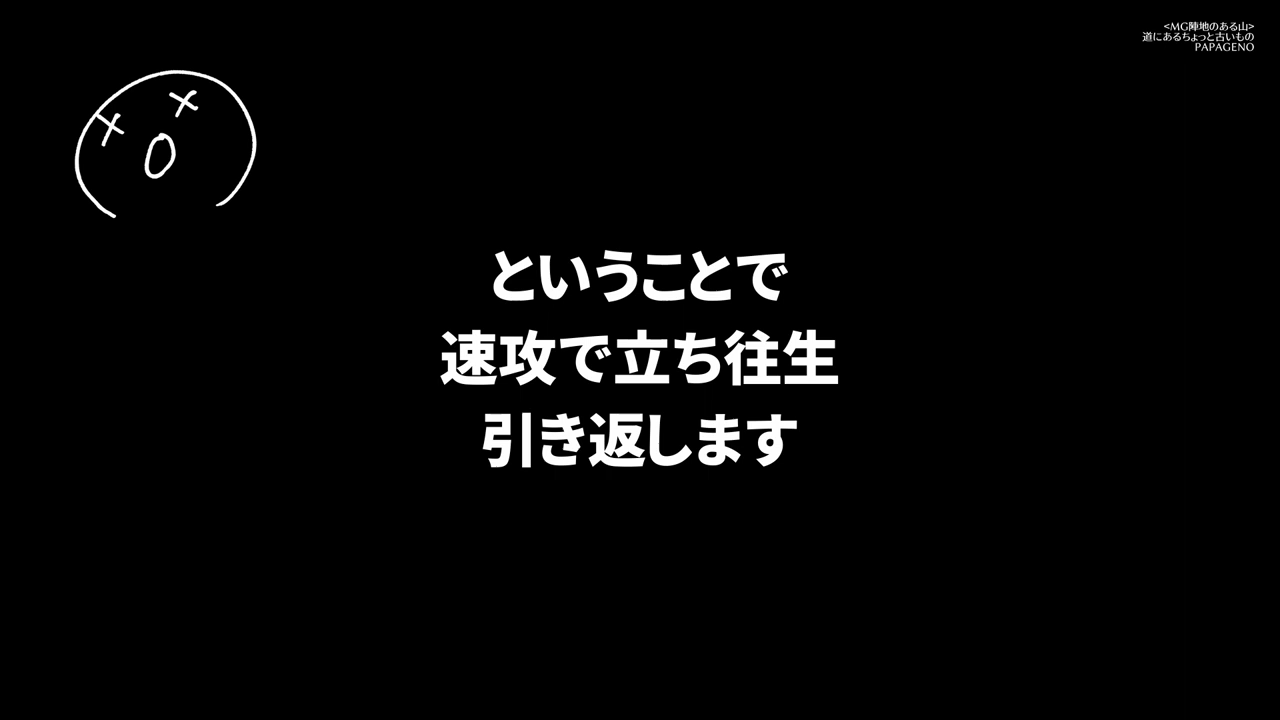 <MG陣地のある山>
道にあるちょっと古いもの
PAPAGENO
ということで
速攻で立ち往生
引き返します